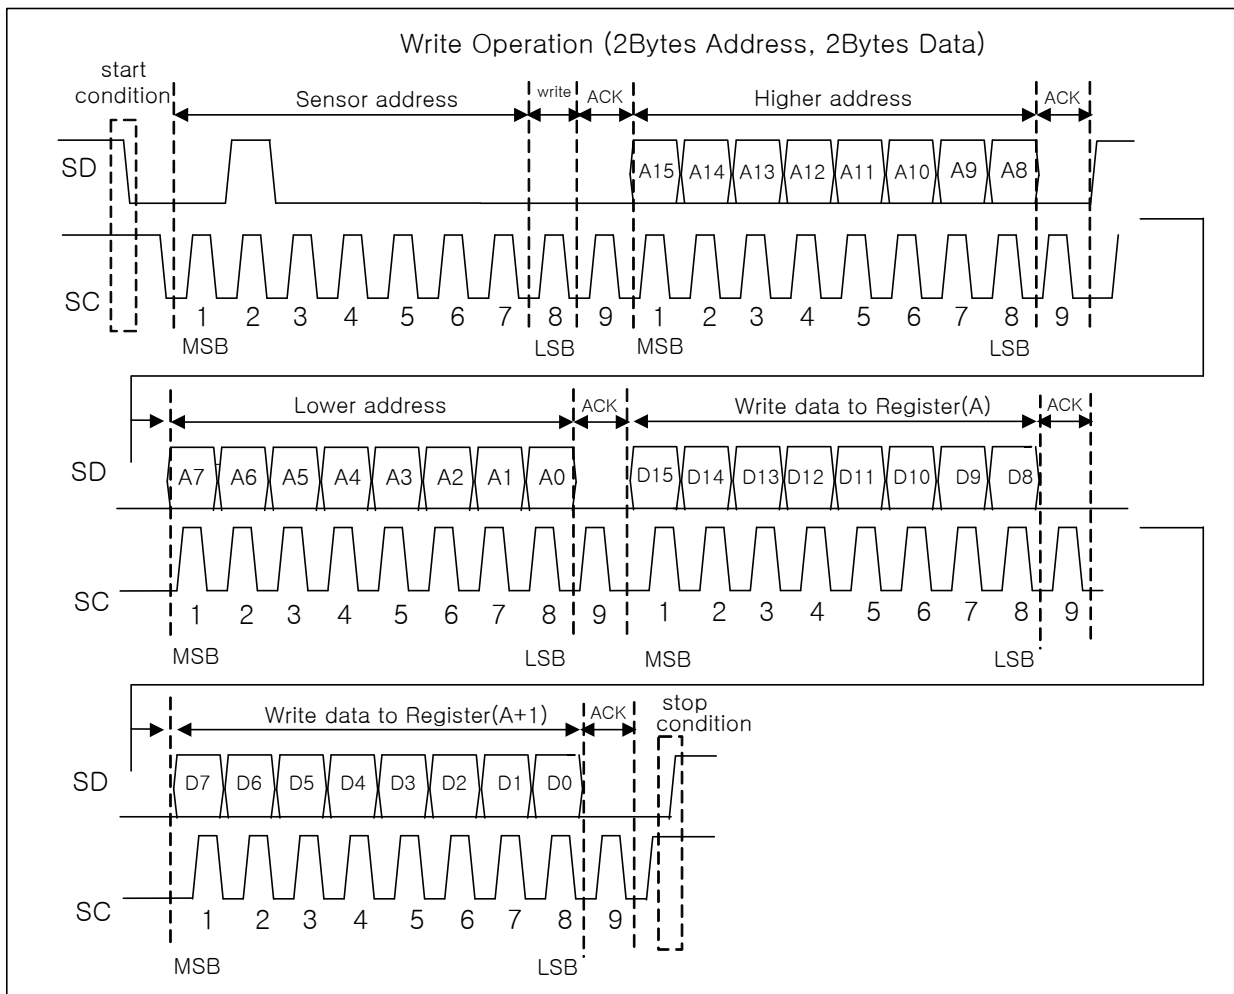 Write Operation (2Bytes Address, 2Bytes Data)
start
condition
Sensor address
write
ACK
Higher address
ACK
SD
A15 A14 A13 A12 A11 A10 A9 A8
SC
1 2 3 4 5 6 7 8 9 1 2 3 4 5 6 7 8 9
MSB LSB MSB LSB
Lower address
ACK
Write data to Register(A)
ACK
SD
A7 A6 A5 A4 A3 A2 A1 A0 D15 D14 D13 D12 D11 D10 D9 D8
SC
1 2 3 4 5 6 7 8 9 1 2 3 4 5 6 7 8 9
MSB LSB MSB LSB
Write data to Register(A+1)
ACK
stop
condition
SD
D7 D6 D5 D4 D3 D2 D1 D0
SC
1 2 3 4 5 6 7 8 9
MSB LSB